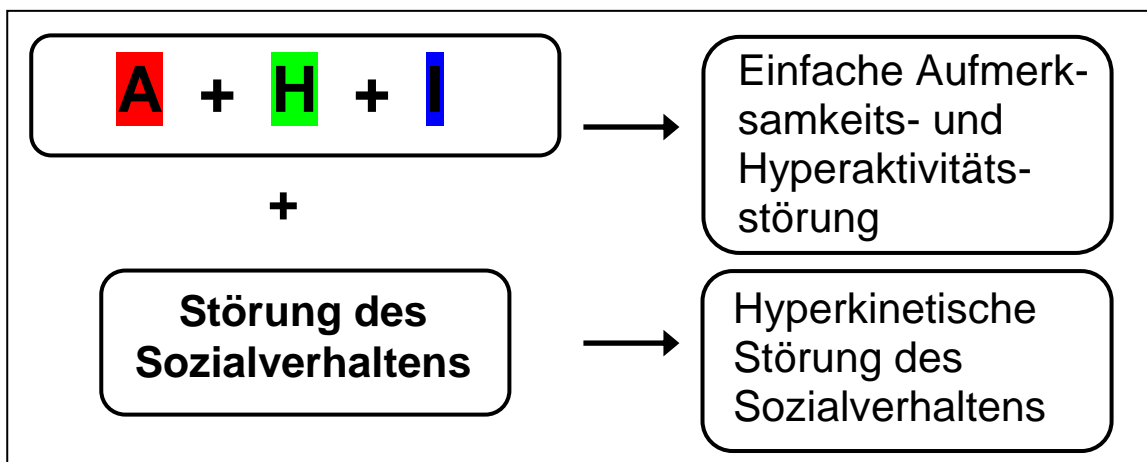 A + H + I
Einfache Aufmerk-
samkeits- und
Hyperaktivitäts-
störung
+
Störung des
Sozialverhaltens
Hyperkinetische
Störung des
Sozialverhaltens